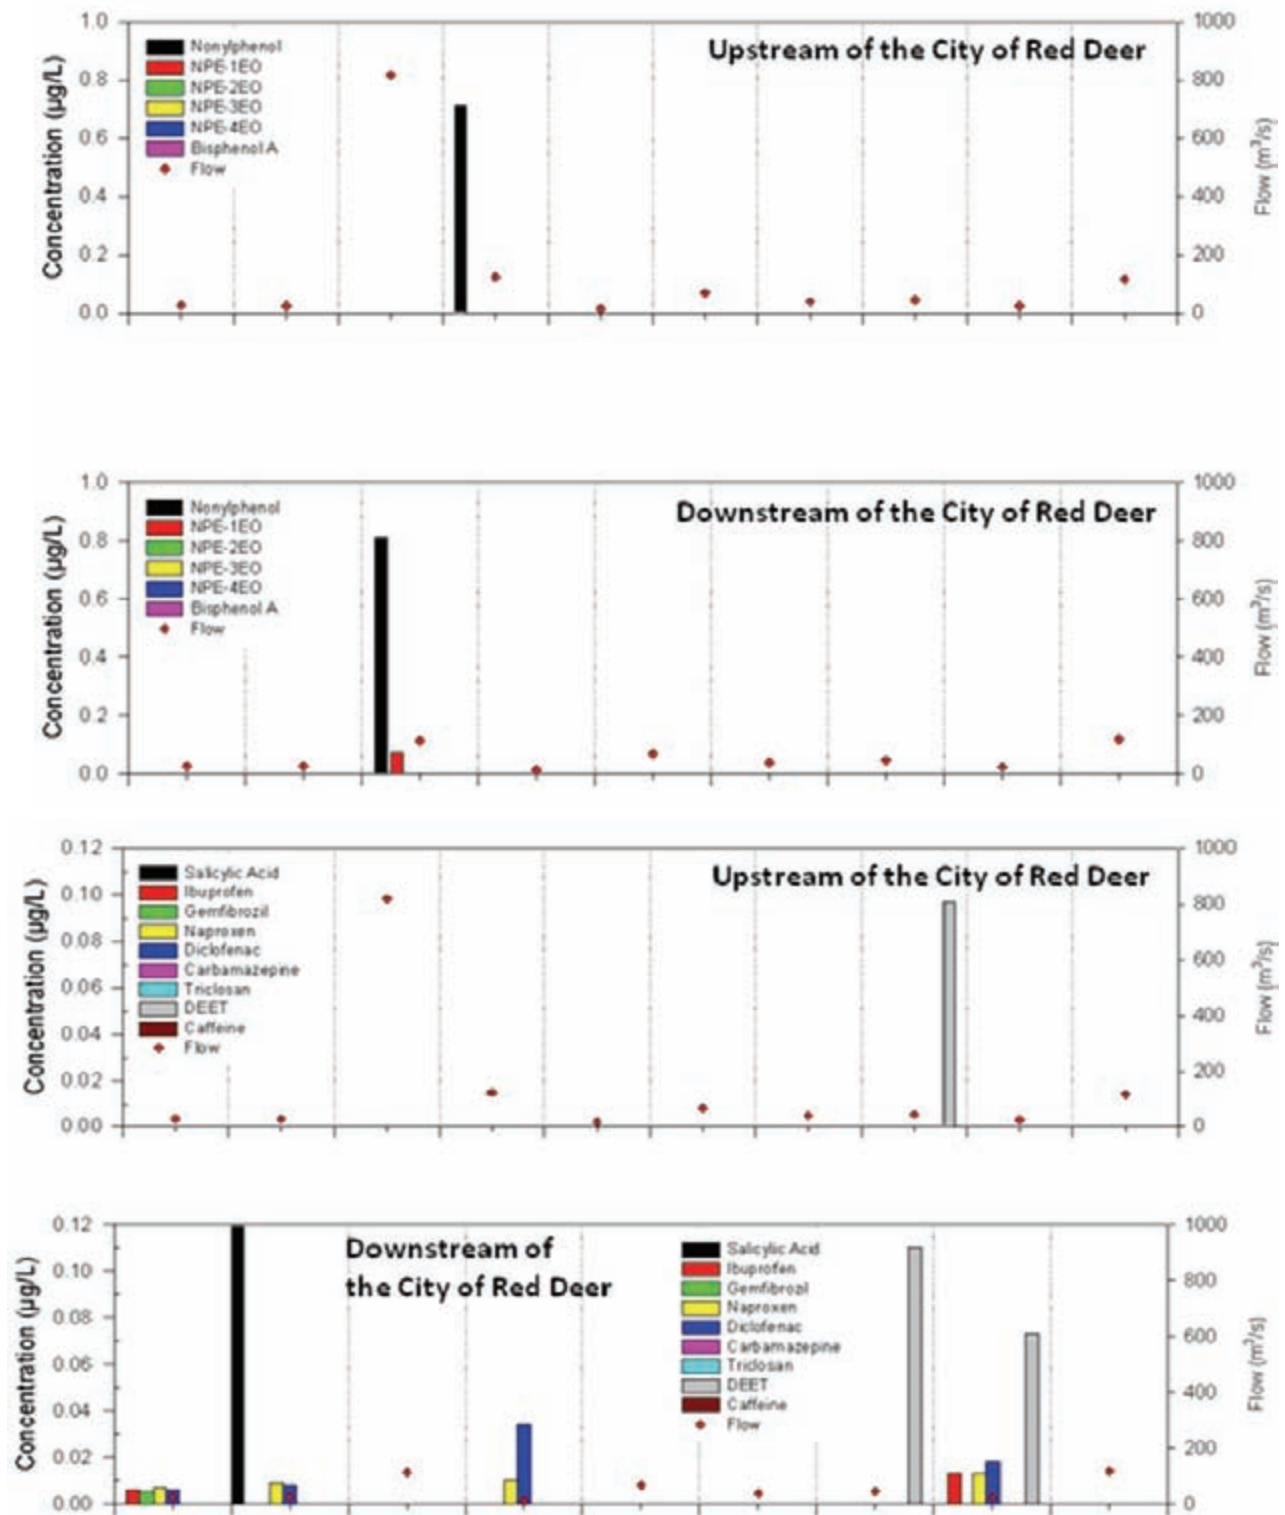 Upstream of the City of Red Deer
Concentration (µg/L)
1.0
0.8
0.6
0.4
0.2
0.0
Nonylphenol
NPE-1EO
NPE-2EO
NPE-3EO
NPE-4EO
Bisphenol A
Flow
1000
800
600
400
200
0
Flow (m³/s)
Downstream of the City of Red Deer
Concentration (µg/L)
1.0
0.8
0.6
0.4
0.2
0.0
Nonylphenol
NPE-1EO
NPE-2EO
NPE-3EO
NPE-4EO
Bisphenol A
Flow
1000
800
600
400
200
0
Flow (m³/s)
Upstream of the City of Red Deer
Concentration (µg/L)
0.12
0.10
0.08
0.06
0.04
0.02
0.00
Salicylic Acid
Ibuprofen
Gemfibrozil
Naproxen
Diclofenac
Carbamazepine
Triclosan
DEET
Caffeine
Flow
1000
800
600
400
200
0
Flow (m³/s)
Downstream of
the City of Red Deer
Concentration (µg/L)
0.12
0.10
0.08
0.06
0.04
0.02
0.00
Salicylic Acid
Ibuprofen
Gemfibrozil
Naproxen
Diclofenac
Carbamazepine
Triclosan
DEET
Caffeine
Flow
1000
800
600
400
200
0
Flow (m³/s)